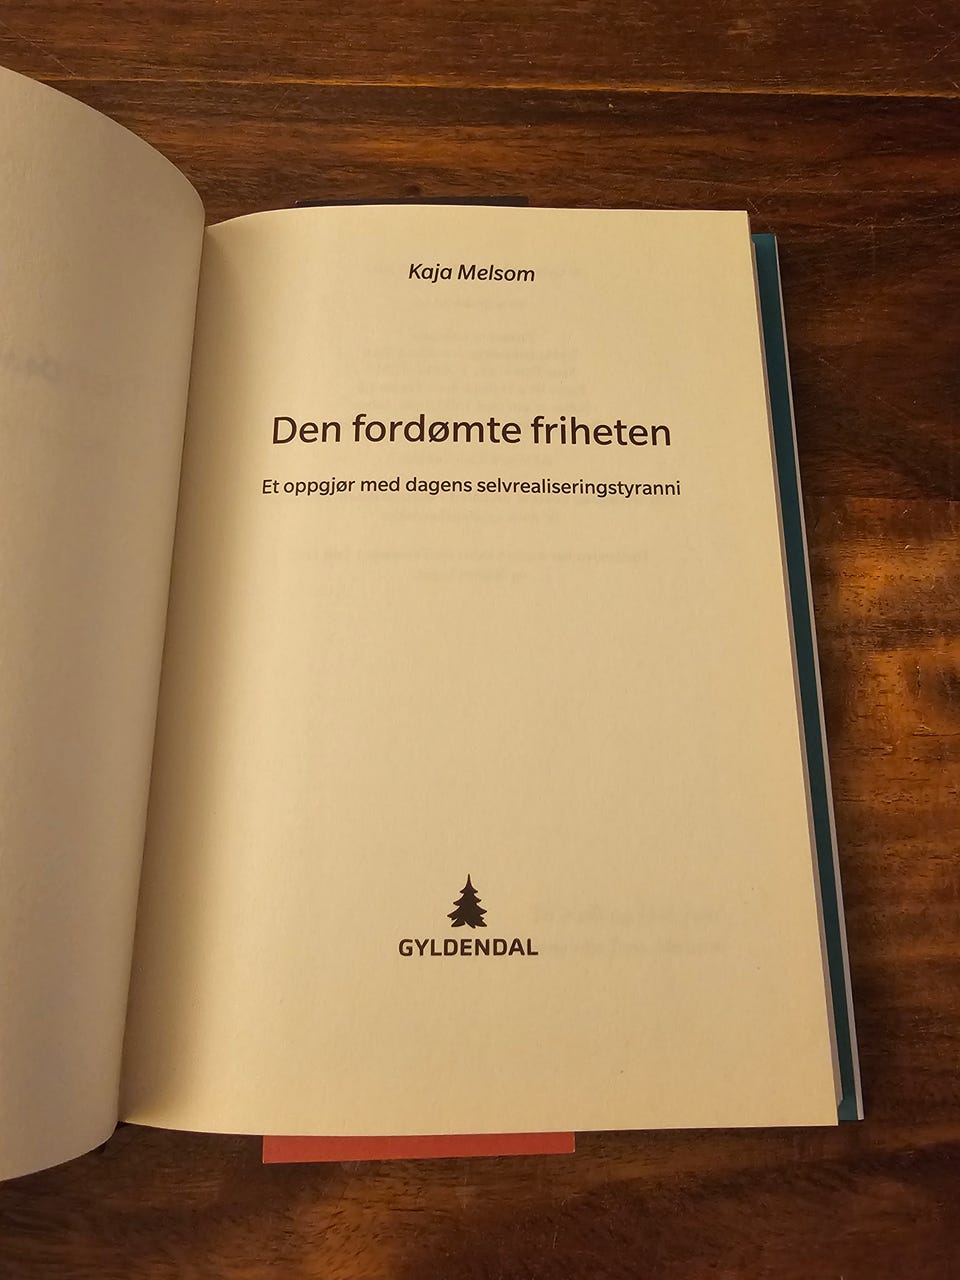 Kaja Melsom
Den fordømte friheten
Et oppgjør med dagens selvrealiseringstyranni
GYLDENDAL